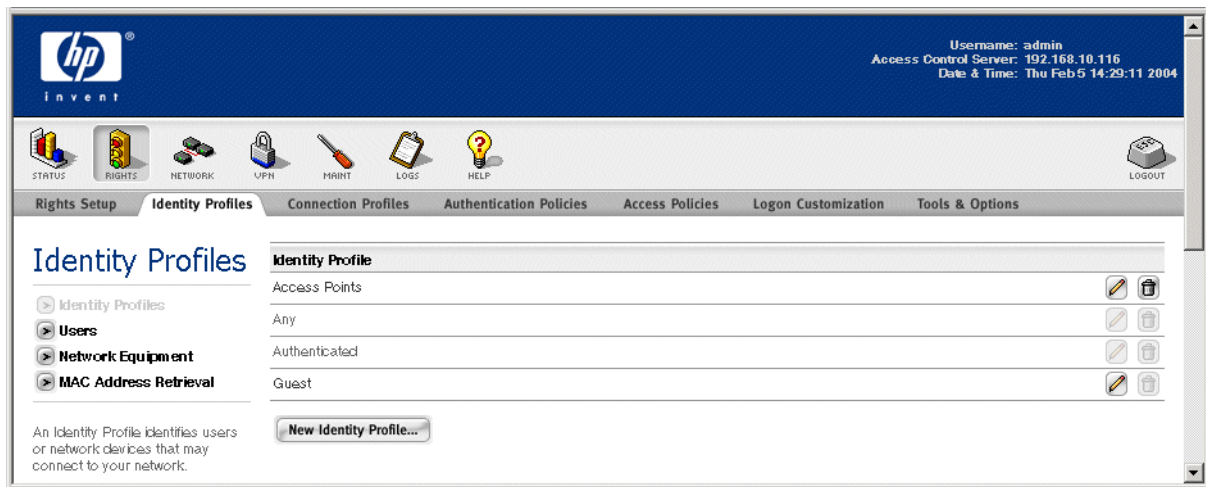 hp
®
invent
Username: admin
Access Control Server: 192.168.10.116
Date & Time: Thu Feb 5 14:29:11 2004
STATUS RIGHTS NETWORK VPN MAINT LOGS HELP LOGOUT
Rights Setup Identity Profiles Connection Profiles Authentication Policies Access Policies Logon Customization Tools & Options
Identity Profiles
Identity Profiles
Users
Network Equipment
MAC Address Retrieval
An Identity Profile identifies users
or network devices that may
connect to your network.
Identity Profile
Access Points
Any
Authenticated
Guest
New Identity Profile...